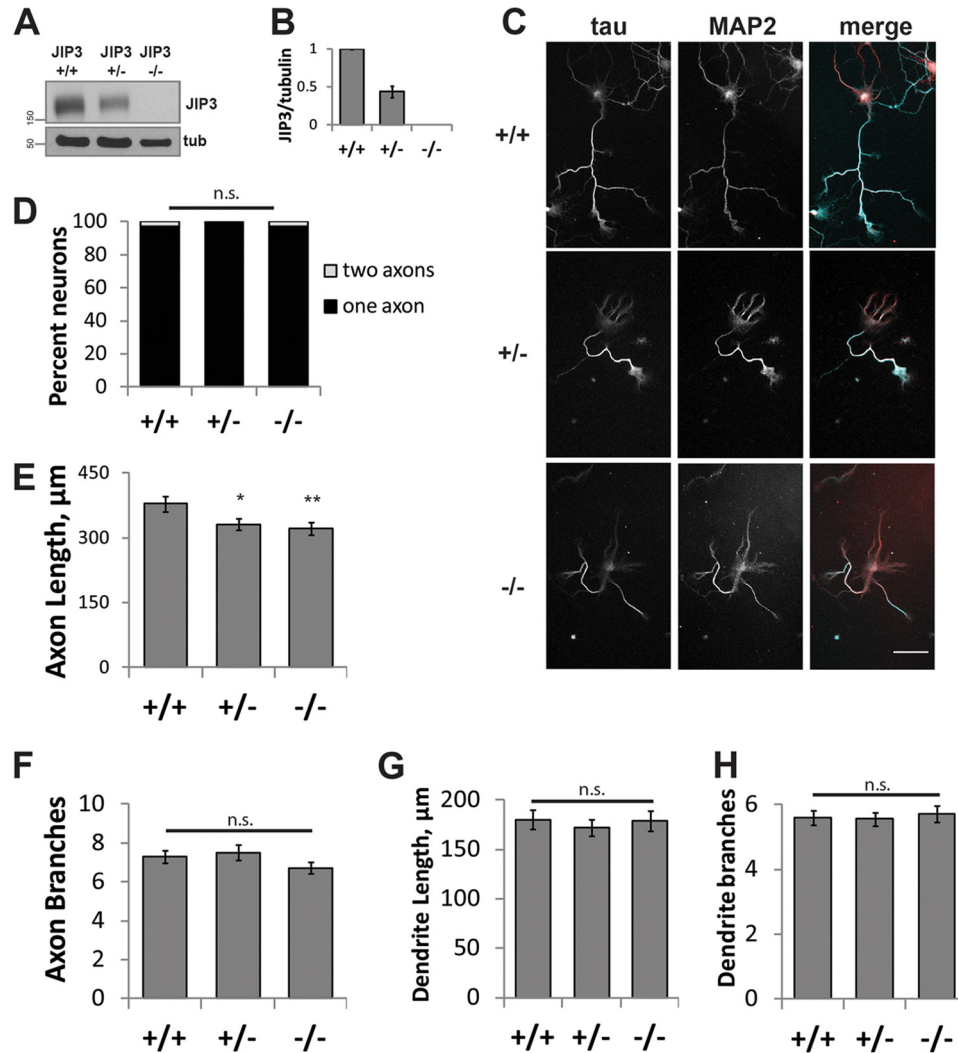 A
JIP3 JIP3 JIP3
+/+ +/- -/-
JIP3
150
50
tub
B
JIP3/tubulin
1
0.5
0
+/+ +/- -/-
C
tau MAP2 merge
+/+
+/-
-/-
D
n.s.
Percent neurons
100
80
60
40
20
0
+/+ +/- -/-
two axons
one axon
E
Axon Length, μm
450
300
150
0
* **
+/+ +/- -/-
F
Axon Branches
10
8
6
4
2
0
n.s.
+/+ +/- -/-
G
Dendrite Length, μm
200
150
100
50
0
n.s.
+/+ +/- -/-
H
Dendrite branches
6
4
2
0
n.s.
+/+ +/- -/-